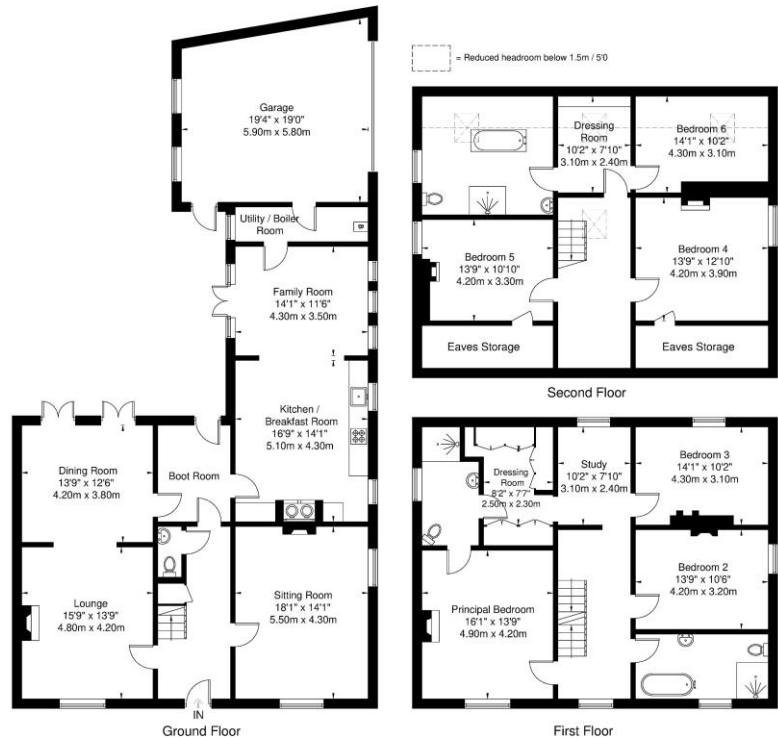 Garage
19'4" x 19'0"
5.90m x 5.80m
Utility / Boiler
Room
B
Family Room
14'1" x 11'6"
4.30m x 3.50m
Kitchen /
Breakfast Room
16'9" x 14'1"
5.10m x 4.30m
Dining Room
13'9" x 12'6"
4.20m x 3.80m
Boot Room
Lounge
15'9" x 13'9"
4.80m x 4.20m
Sitting Room
18'1" x 14'1"
5.50m x 4.30m
IN
Ground Floor
= Reduced headroom below 1.5m / 5'0
Dressing
Room
10'2" x 7'10"
3.10m x 2.40m
Bedroom 6
14'1" x 10'2"
4.30m x 3.10m
Bedroom 5
13'9" x 10'10"
4.20m x 3.30m
Bedroom 4
13'9" x 12'10"
4.20m x 3.90m
Eaves Storage
Eaves Storage
Second Floor
Dressing
Room
8'2" x 7'7"
2.50m x 2.30m
Study
10'2" x 7'10"
3.10m x 2.40m
Bedroom 3
14'1" x 10'2"
4.30m x 3.10m
Bedroom 2
13'9" x 10'6"
4.20m x 3.20m
Principal Bedroom
16'1" x 13'9"
4.90m x 4.20m
First Floor